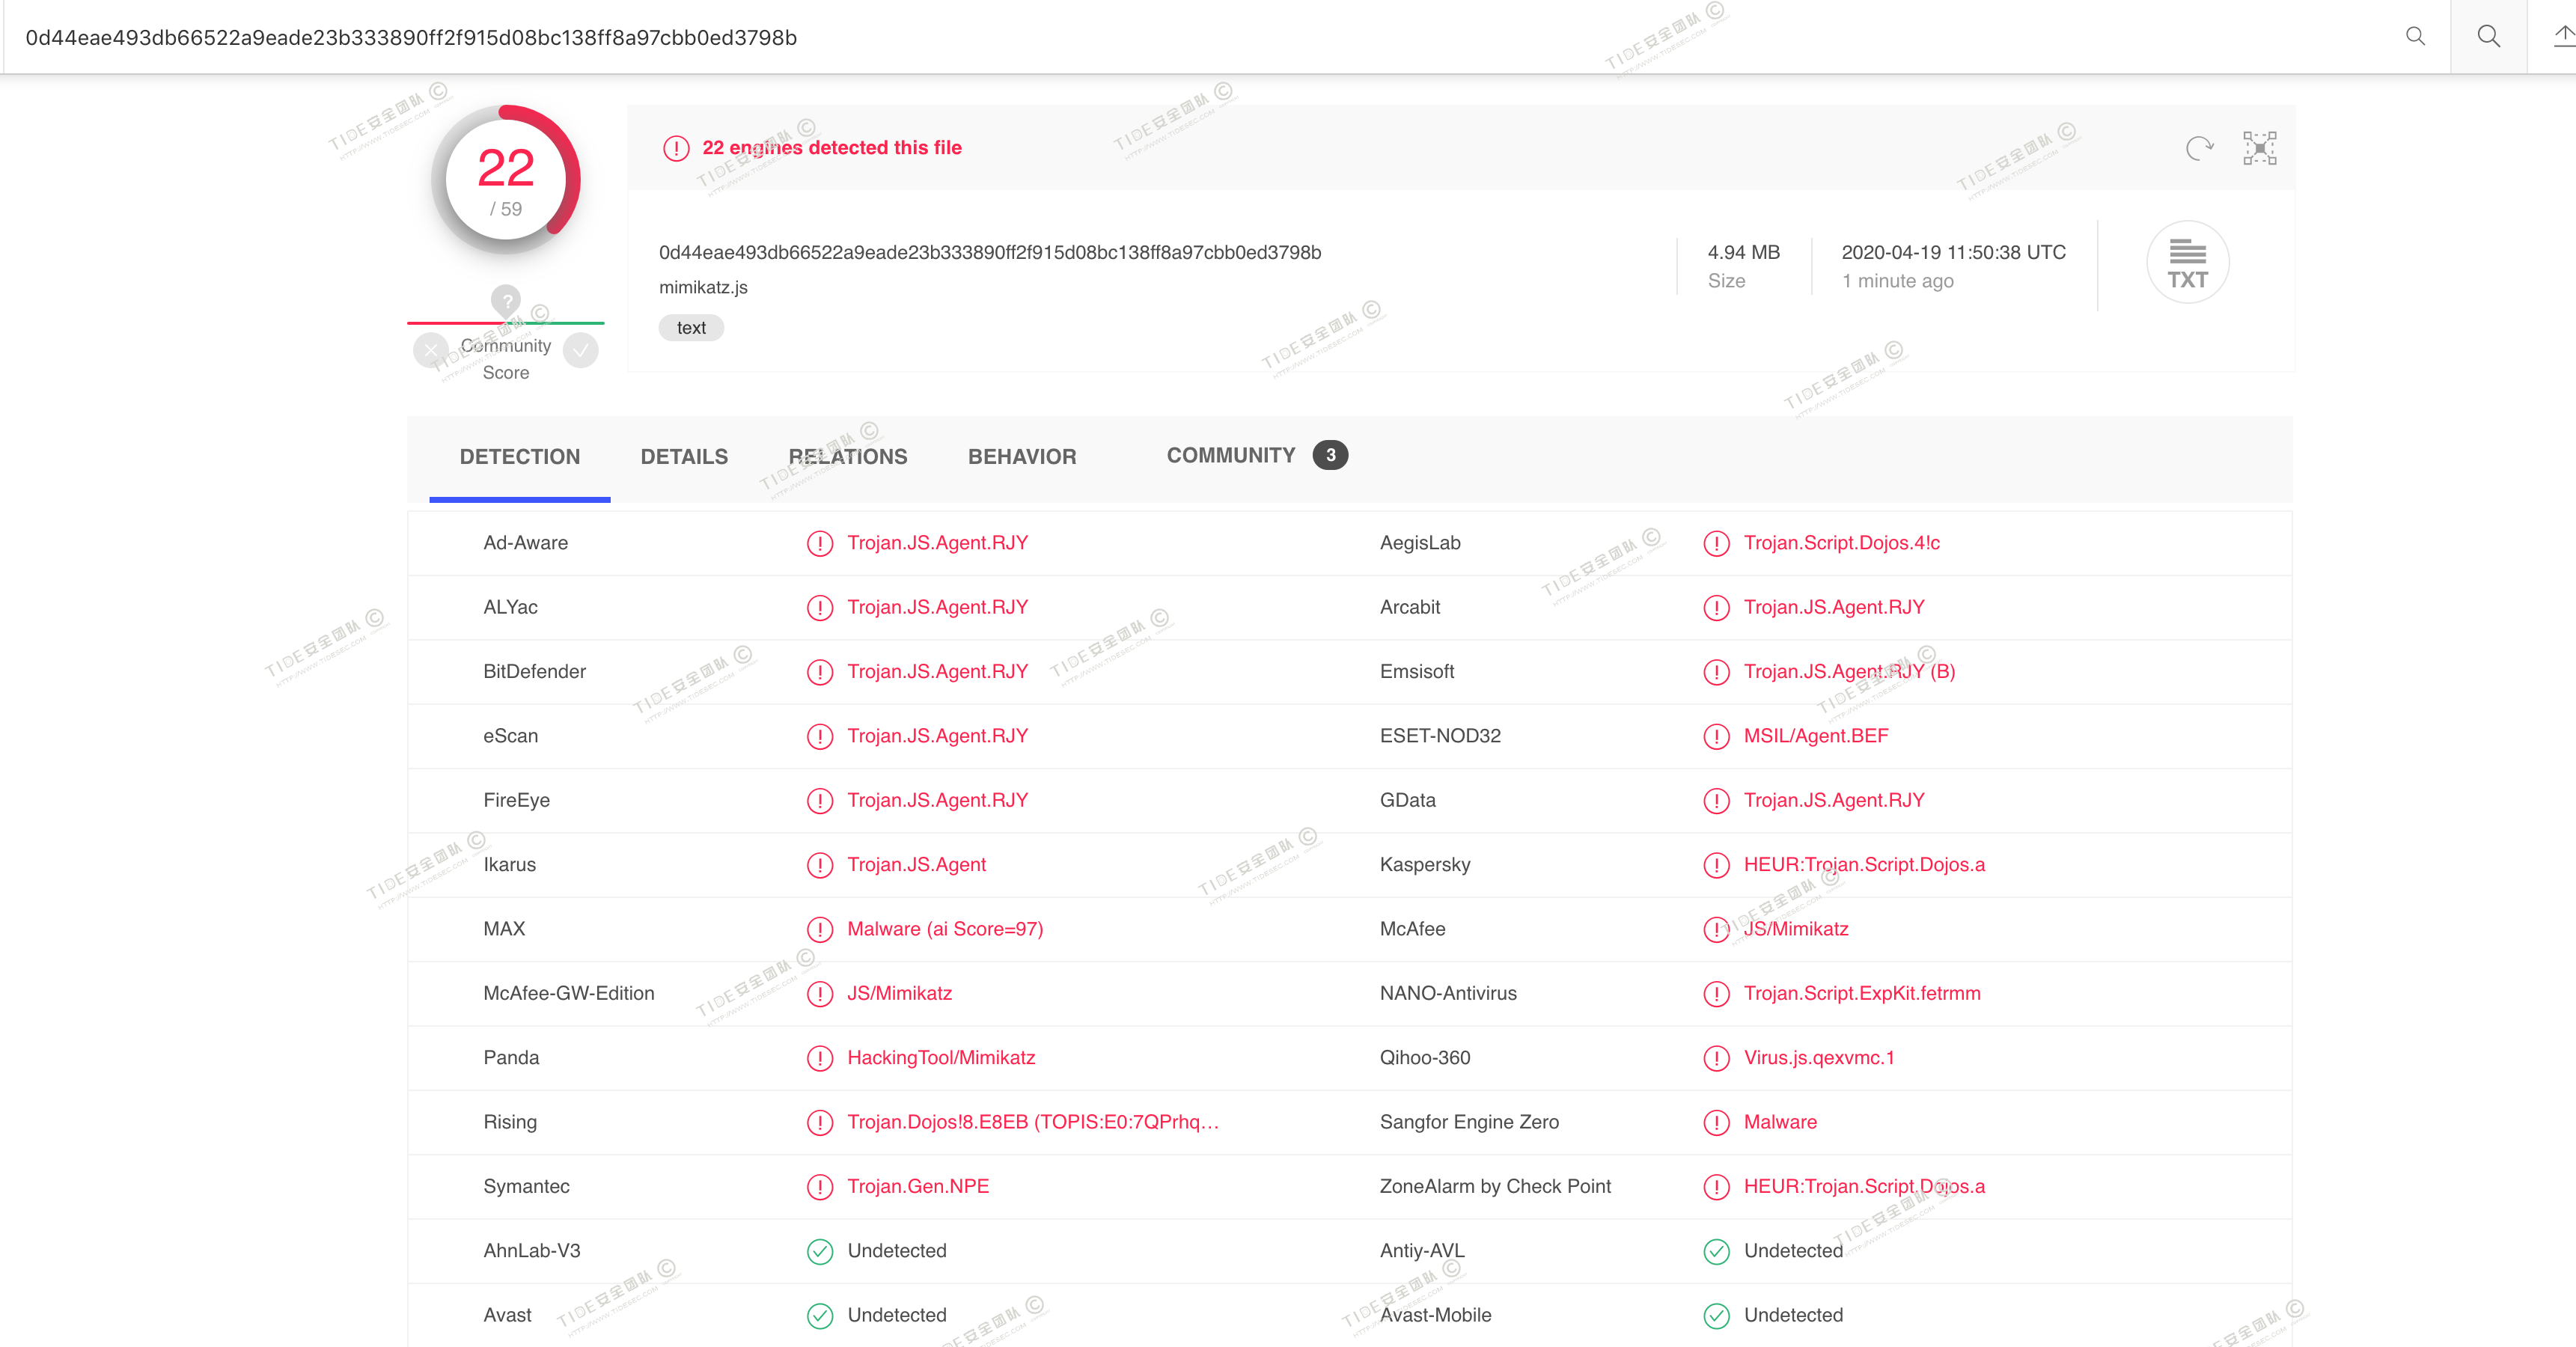 0d44eae493db66522a9eade23b333890ff2f915d08bc138ff8a97cbb0ed3798b
22
/ 59
22 engines detected this file
0d44eae493db66522a9eade23b333890ff2f915d08bc138ff8a97cbb0ed3798b
mimikatz.js
text
4.94 MB
Size
2020-04-19 11:50:38 UTC
1 minute ago
TXT
?
Community
Score
DETECTION DETAILS RELATIONS BEHAVIOR COMMUNITY 3
Ad-Aware Trojan.JS.Agent.RJY AegisLab Trojan.Script.Dojos.4!c
ALYac Trojan.JS.Agent.RJY Arcabit Trojan.JS.Agent.RJY
BitDefender Trojan.JS.Agent.RJY Emsisoft Trojan.JS.Agent.RJY (B)
eScan Trojan.JS.Agent.RJY ESET-NOD32 MSIL/Agent.BEF
FireEye Trojan.JS.Agent.RJY GData Trojan.JS.Agent.RJY
Ikarus Trojan.JS.Agent Kaspersky HEUR:Trojan.Script.Dojos.a
MAX Malware (ai Score=97) McAfee JS/Mimikatz
McAfee-GW-Edition JS/Mimikatz NANO-Antivirus Trojan.Script.ExpKit.fetrmm
Panda HackingTool/Mimikatz Qihoo-360 Virus.js.qexvmc.1
Rising Trojan.Dojos!8.E8EB (TOPIS:E0:7QPrhq... Sangfor Engine Zero Malware
Symantec Trojan.Gen.NPE ZoneAlarm by Check Point HEUR:Trojan.Script.Dojos.a
AhnLab-V3 Undetected Antiy-AVL Undetected
Avast Undetected Avast-Mobile Undetected
TIDE安全团队 ©
HTTP://WWW.TIDESEC.COM